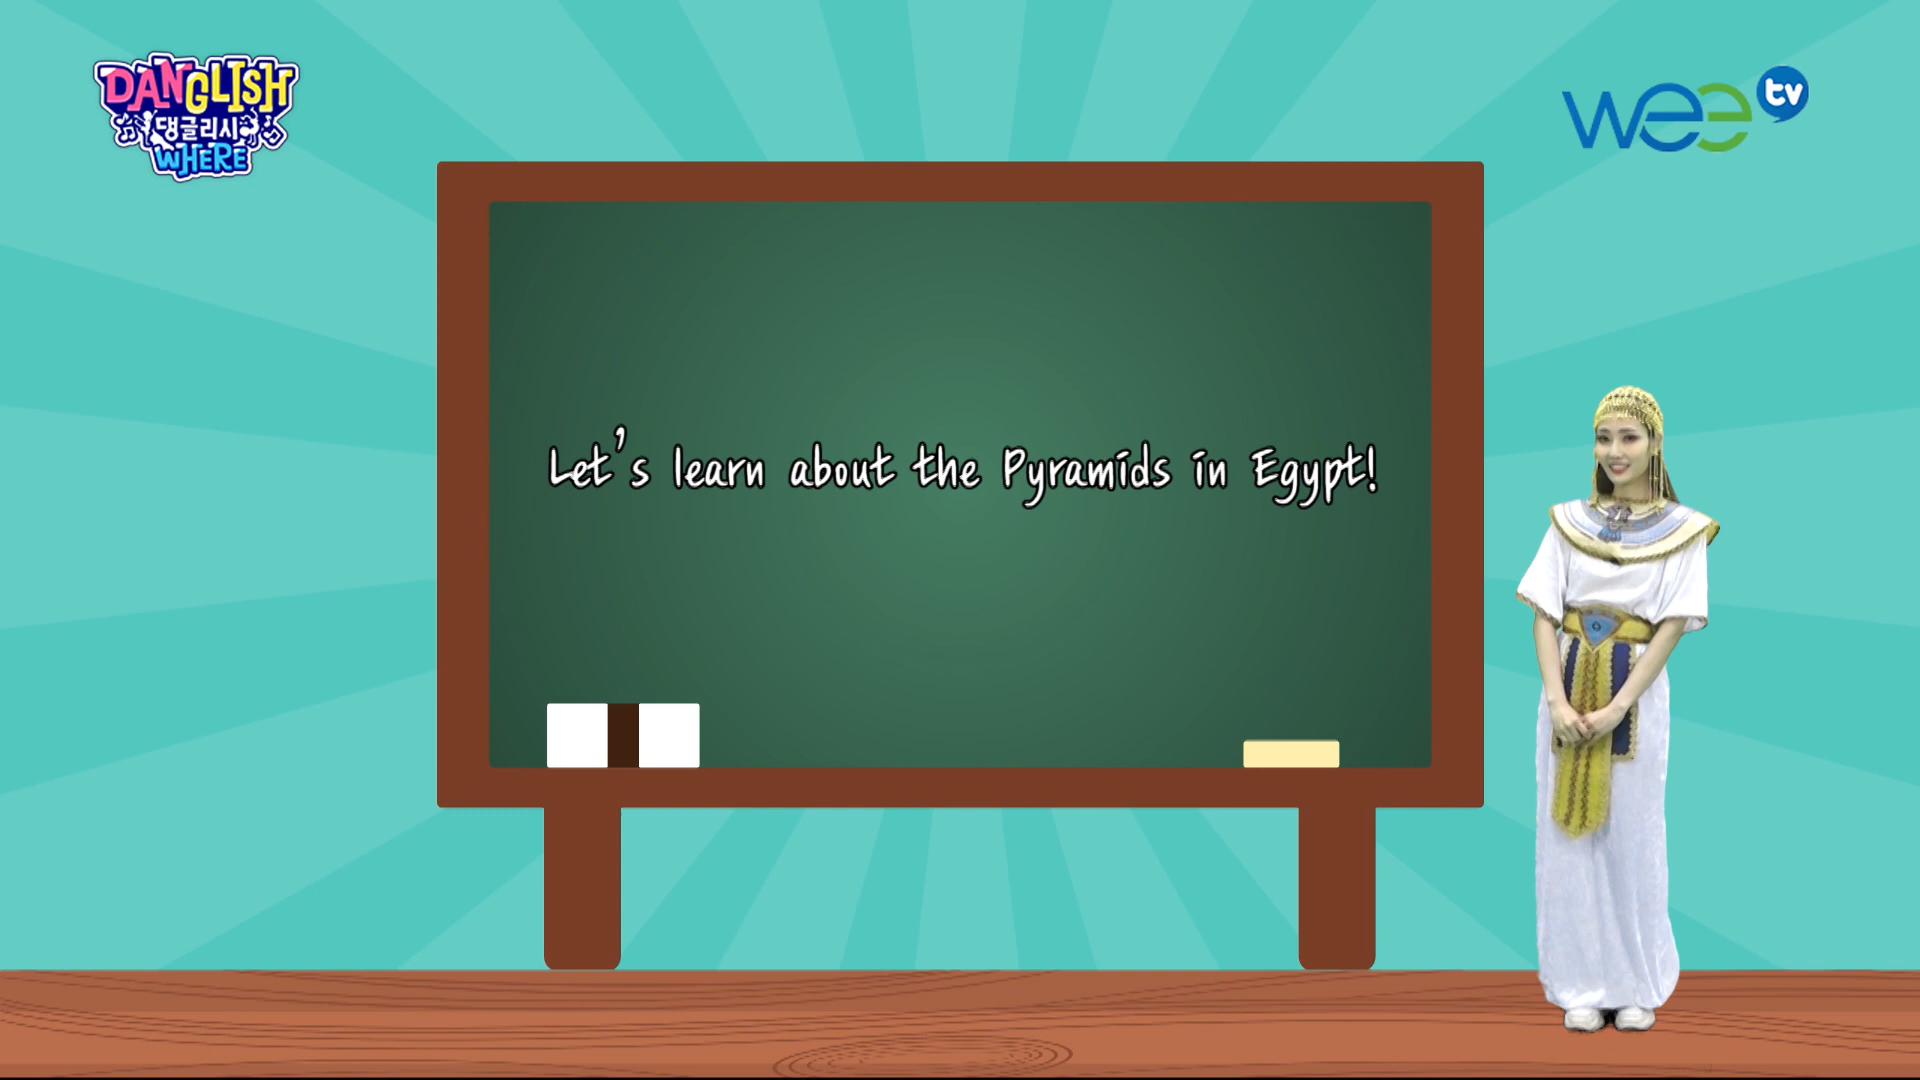 DANGLISH
댕글리시
WHERE
wee tv
Let's learn about the Pyramids in Egypt!